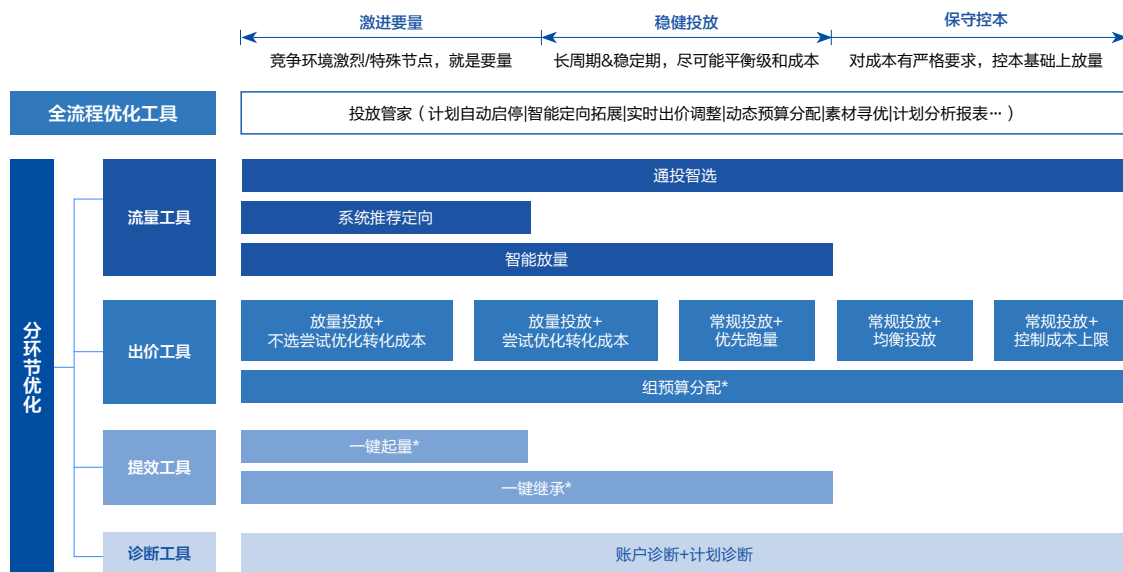 激进要量
稳健投放
保守控本
竞争环境激烈/特殊节点，就是要量
长周期&稳定期，尽可能平衡级和成本
对成本有严格要求，控本基础上放量
全流程优化工具
投放管家（计划自动启停|智能定向拓展|实时出价调整|动态预算分配|素材寻优|计划分析报表…）
分环节优化
流量工具
通投智选
系统推荐定向
智能放量
出价工具
放量投放+
不选尝试优化转化成本
放量投放+
尝试优化转化成本
常规投放+
优先跑量
常规投放+
均衡投放
常规投放+
控制成本上限
组预算分配*
提效工具
一键起量*
一键继承*
诊断工具
账户诊断+计划诊断